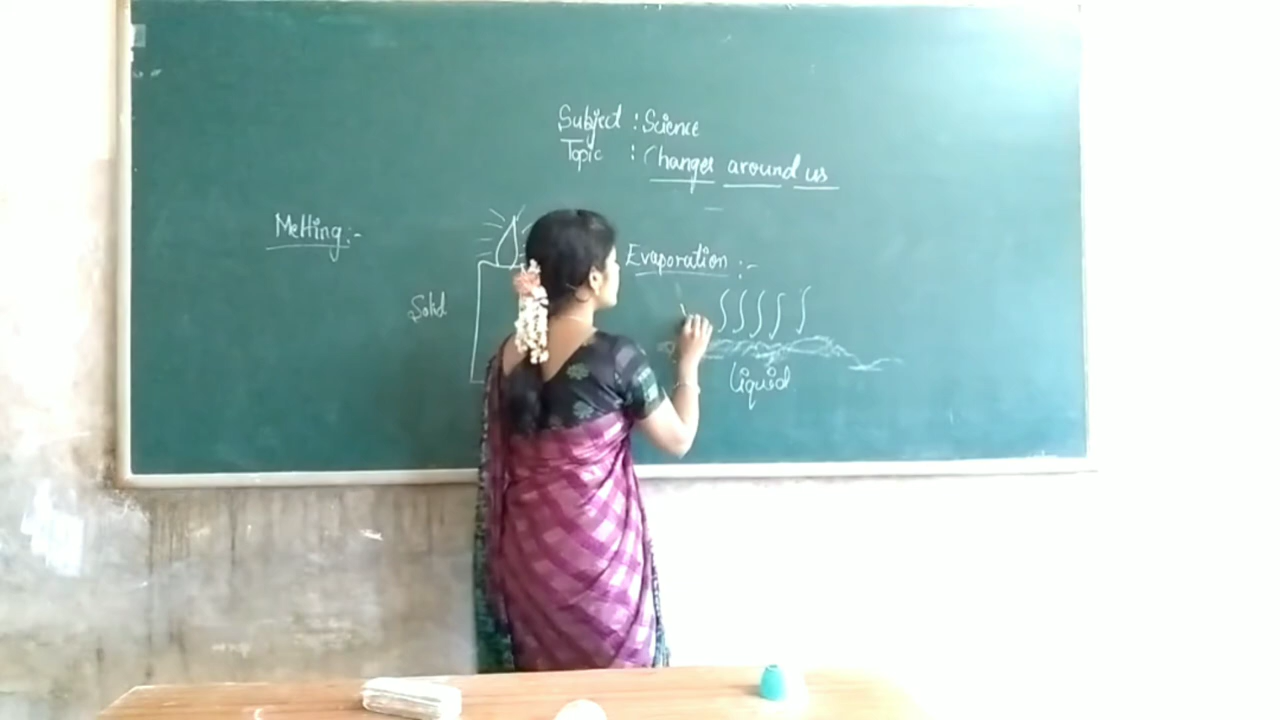 Subject : Science
Topic : Changes around us
Melting :-
Evaporation :-
Solid
liquid